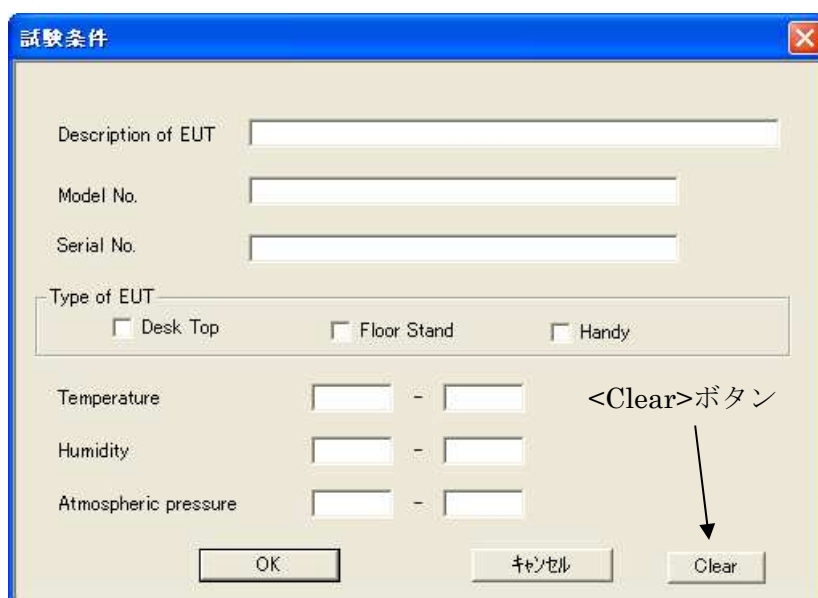 試験条件
Description of EUT
Model No.
Serial No.
Type of EUT
Desk Top Floor Stand Handy
Temperature -
<Clear>ボタン
Humidity -
Atmospheric pressure -
OK ｷｬﾝｾﾙ Clear